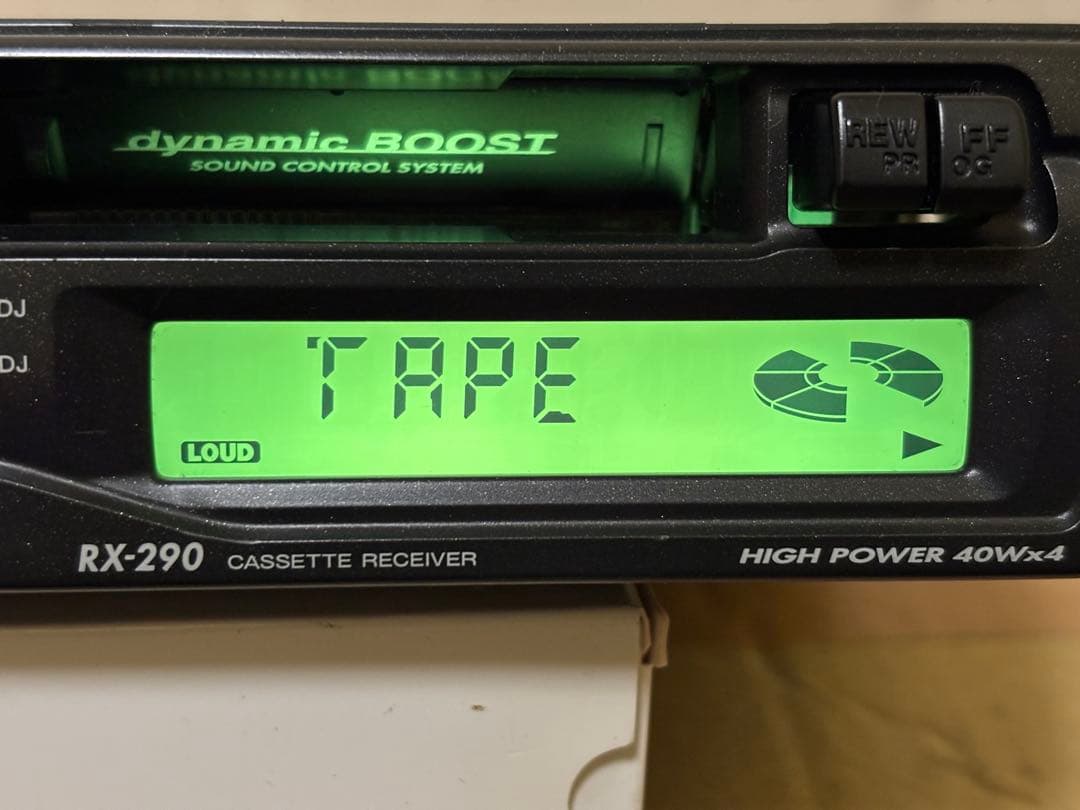 dynamic BOOST
SOUND CONTROL SYSTEM
REW FF
PR OG
DJ
TAPE
DJ
LOUD
RX-290 CASSETTE RECEIVER HIGH POWER 40Wx4